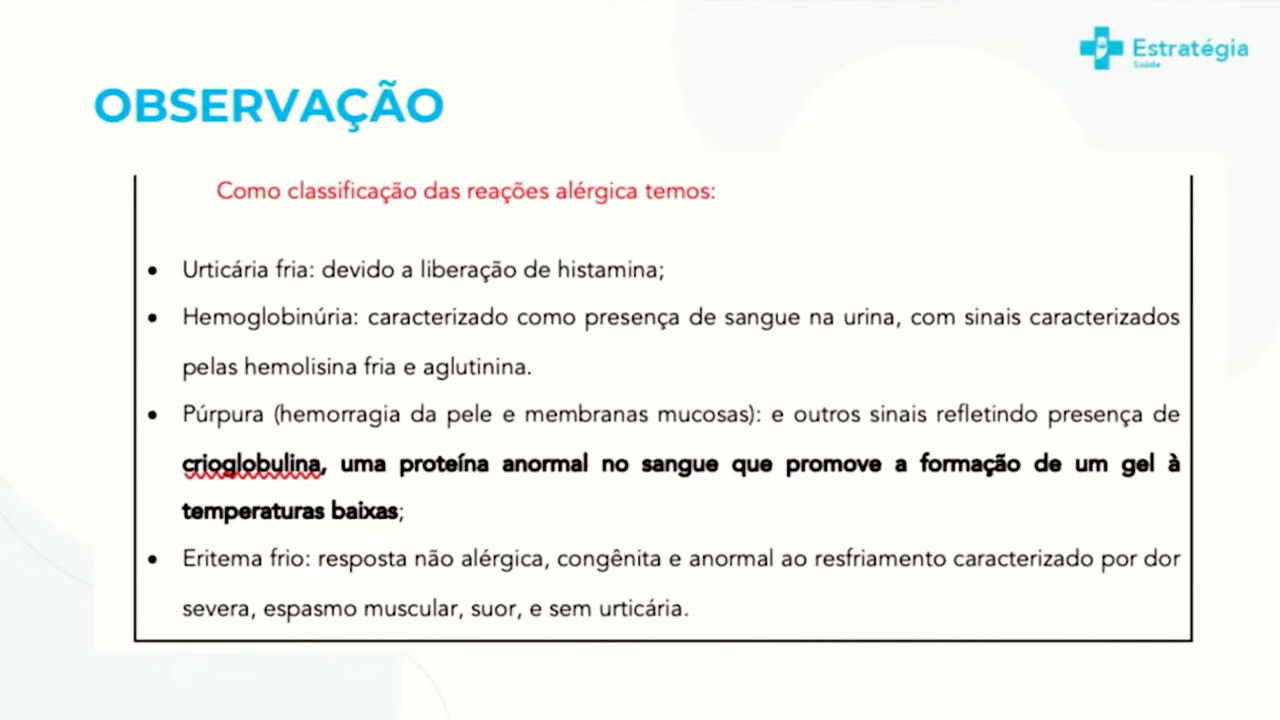 Estratégia
Saúde
OBSERVAÇÃO
Como classificação das reações alérgica temos:
• Urticária fria: devido a liberação de histamina;
• Hemoglobinúria: caracterizado como presença de sangue na urina, com sinais caracterizados
pelas hemolisina fria e aglutinina.
• Púrpura (hemorragia da pele e membranas mucosas): e outros sinais refletindo presença de
crioglobulina, uma proteína anormal no sangue que promove a formação de um gel à
temperaturas baixas;
• Eritema frio: resposta não alérgica, congênita e anormal ao resfriamento caracterizado por dor
severa, espasmo muscular, suor, e sem urticária.